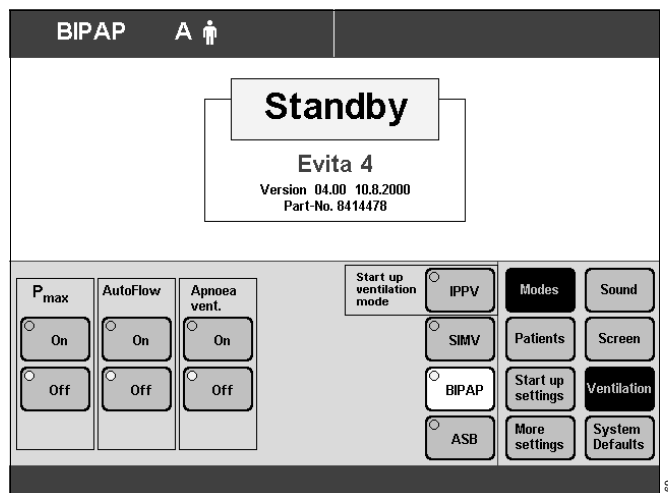 BIPAP A
Standby
Evita 4
Version 04.00 10.8.2000
Part-No. 8414478
Pmax
On
Off
AutoFlow
On
Off
Apnoea
vent.
On
Off
Start up
ventilation
mode
IPPV
SIMV
BIPAP
ASB
Modes
Patients
Start up
settings
More
settings
Sound
Screen
Ventilation
System
Defaults